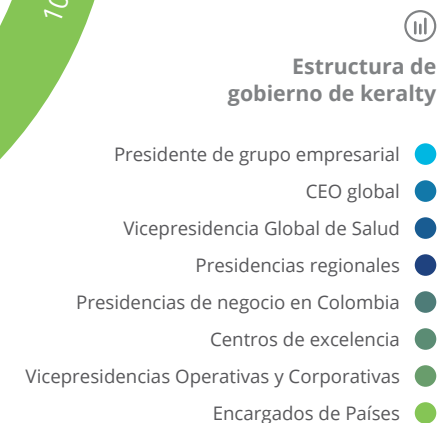 10
Estructura de
gobierno de keralty
Presidente de grupo empresarial
CEO global
Vicepresidencia Global de Salud
Presidencias regionales
Presidencias de negocio en Colombia
Centros de excelencia
Vicepresidencias Operativas y Corporativas
Encargados de Países